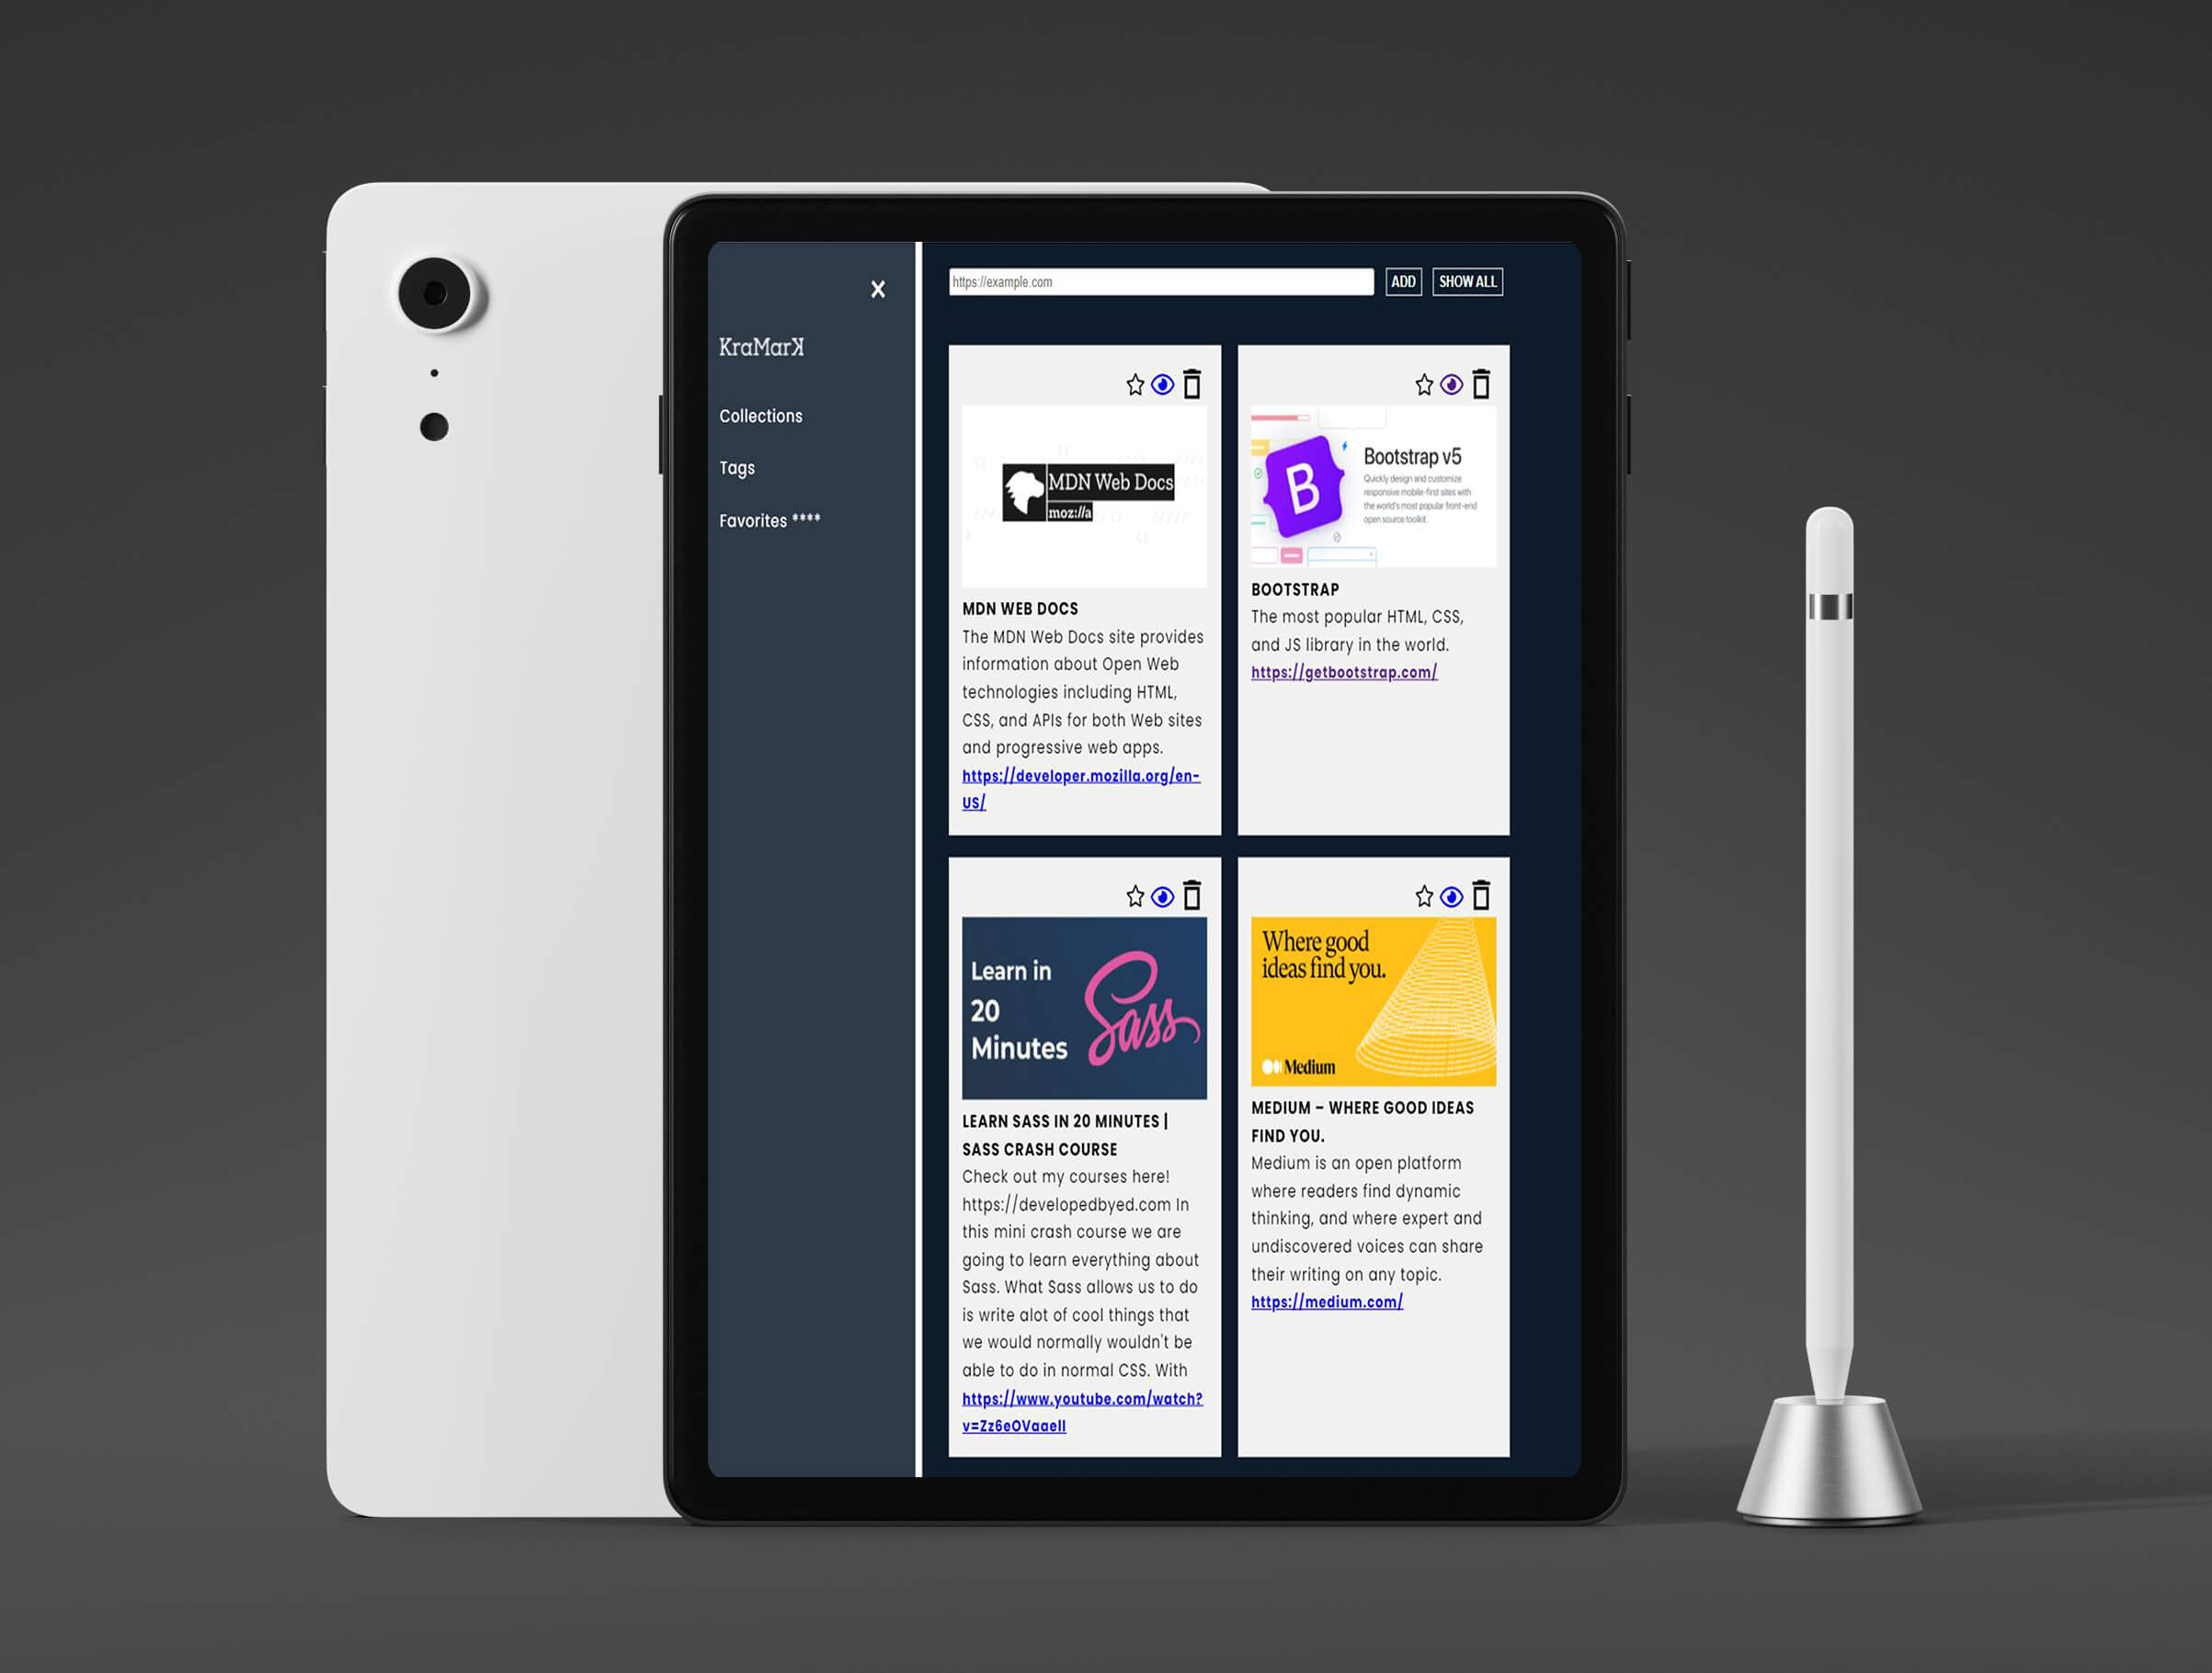 X
KraMarK
Collections
Tags
Favorites ****
https://example.com
ADD
SHOW ALL
MDN Web Docs
moz://a
MDN WEB DOCS
The MDN Web Docs site provides
information about Open Web
technologies including HTML,
CSS, and APIs for both Web sites
and progressive web apps.
https://developer.mozilla.org/en-
US/
B
Bootstrap v5
Quickly design and customize
responsive mobile-first sites with
the world's most popular front-end
open source toolkit.
BOOTSTRAP
The most popular HTML, CSS,
and JS library in the world.
https://getbootstrap.com/
Learn in
20
Minutes
Sass
LEARN SASS IN 20 MINUTES |
SASS CRASH COURSE
Check out my courses here!
https://developedbyed.com In
this mini crash course we are
going to learn everything about
Sass. What Sass allows us to do
is write alot of cool things that
we would normally wouldn't be
able to do in normal CSS. With
https://www.youtube.com/watch?
Where good
ideas find you.
Medium
MEDIUM – WHERE GOOD IDEAS
FIND YOU.
Medium is an open platform
where readers find dynamic
thinking, and where expert and
undiscovered voices can share
their writing on any topic.
https://medium.com/